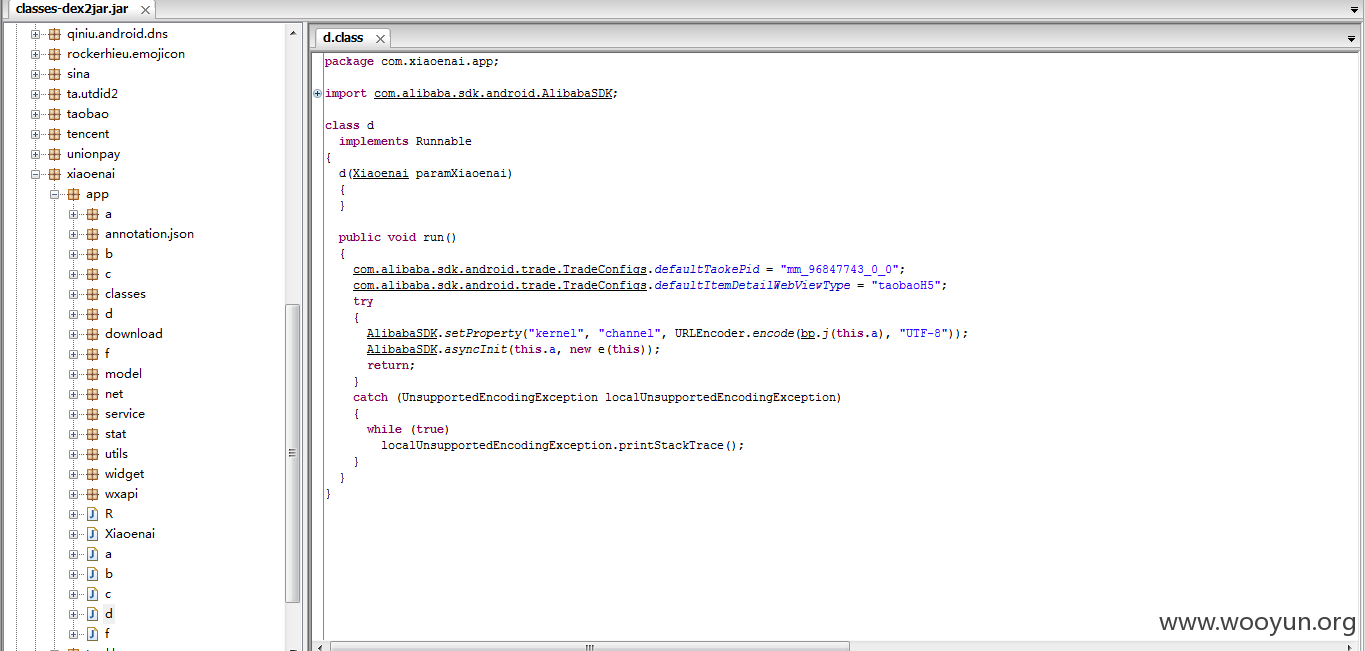 classes-dex2jar.jar
qiniu.android.dns
rockerhieu.emojicon
sina
ta.utdid2
taobao
tencent
unionpay
xiaoenai
app
a
annotation.json
b
c
classes
d
download
f
model
net
service
stat
utils
widget
wxapi
R
Xiaoenai
a
b
c
d
f
d.class
package com.xiaoenai.app;
import com.alibaba.sdk.android.AlibabaSDK;
class d
implements Runnable
{
d(Xiaoenai paramXiaoenai)
{
}
public void run()
{
com.alibaba.sdk.android.trade.TradeConfigs.defaultTaokePid = "mm_96847743_0_0";
com.alibaba.sdk.android.trade.TradeConfigs.defaultItemDetailWebViewType = "taobaoH5";
try
{
AlibabaSDK.setProperty("kernel", "channel", URLEncoder.encode(bp.j(this.a), "UTF-8"));
AlibabaSDK.asyncInit(this.a, new e(this));
return;
}
catch (UnsupportedEncodingException localUnsupportedEncodingException)
{
while (true)
localUnsupportedEncodingException.printStackTrace();
}
}
}
www.wooyun.org